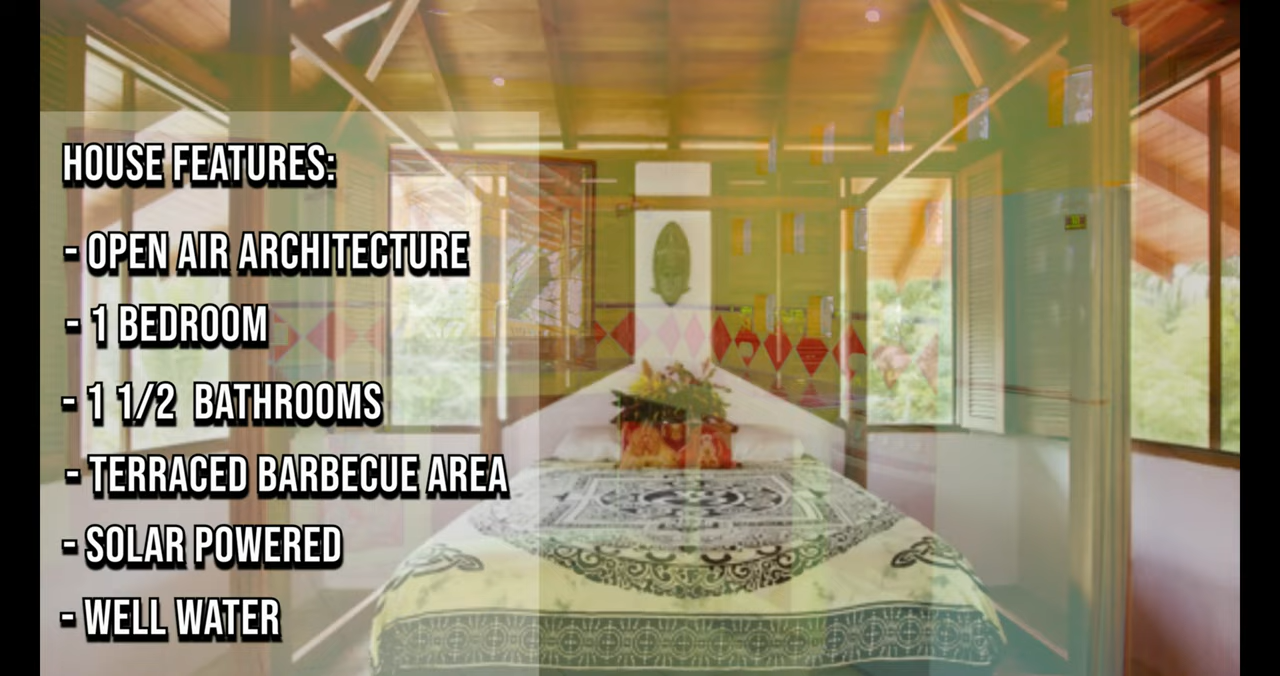 HOUSE FEATURES:
- OPEN AIR ARCHITECTURE
- 1 BEDROOM
- 1 1/2 BATHROOMS
- TERRACED BARBECUE AREA
- SOLAR POWERED
- WELL WATER